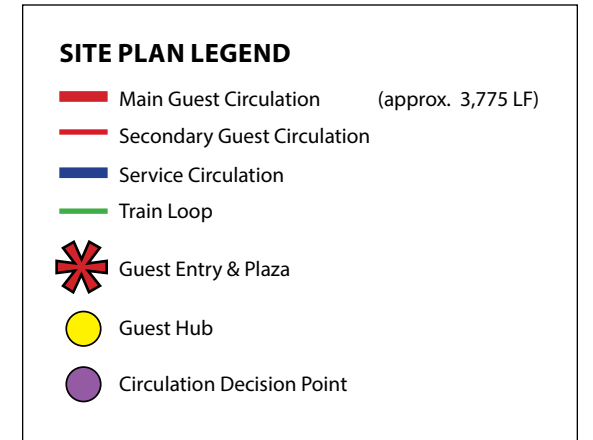 SITE PLAN LEGEND
Main Guest Circulation (approx. 3,775 LF)
Secondary Guest Circulation
Service Circulation
Train Loop
Guest Entry & Plaza
Guest Hub
Circulation Decision Point